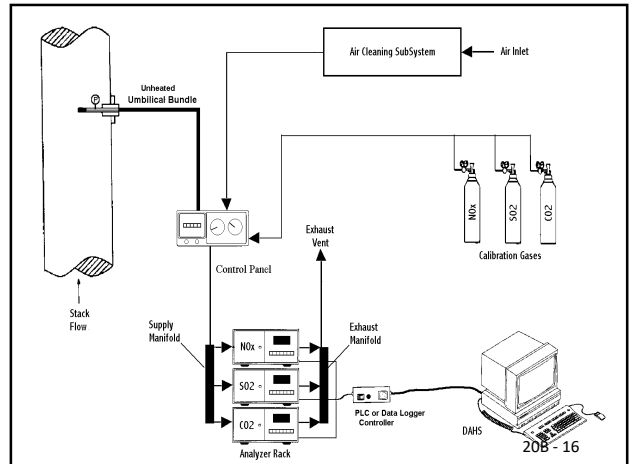 Air Cleaning SubSystem
Air Inlet
Unheated
Umbilical Bundle
P
NOx
SO2
CO2
Calibration Gases
Control Panel
Exhaust
Vent
Stack
Flow
Supply
Manifold
Exhaust
Manifold
NOx
SO2
CO2
Analyzer Rack
PLC or Data Logger
Controller
DAHS
20B - 16